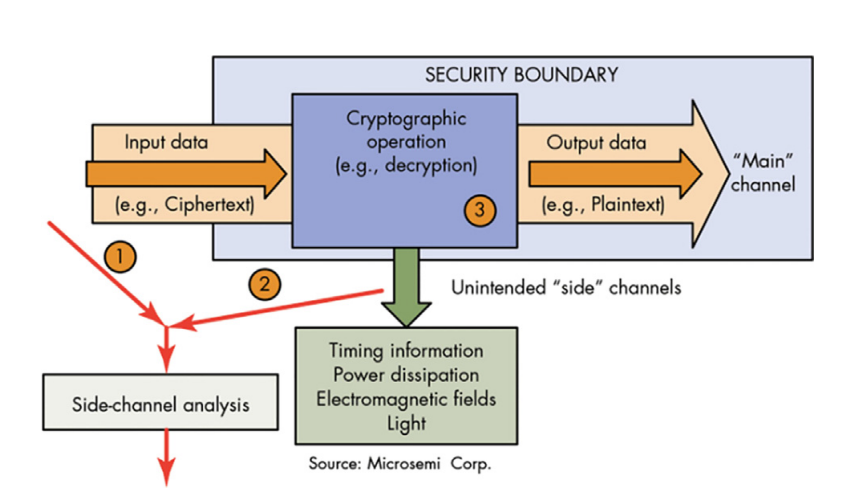 SECURITY BOUNDARY
Input data
(e.g., Ciphertext)
Cryptographic
operation
(e.g., decryption)
3
Output data
(e.g., Plaintext)
“Main”
channel
1
2
Unintended “side” channels
Timing information
Power dissipation
Electromagnetic fields
Light
Side-channel analysis
Source: Microsemi Corp.